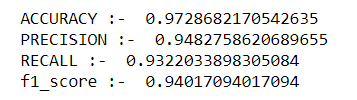 ACCURACY :-  0.9728682170542635
PRECISION :-  0.9482758620689655
RECALL :-  0.9322033898305084
f1_score :-  0.94017094017094